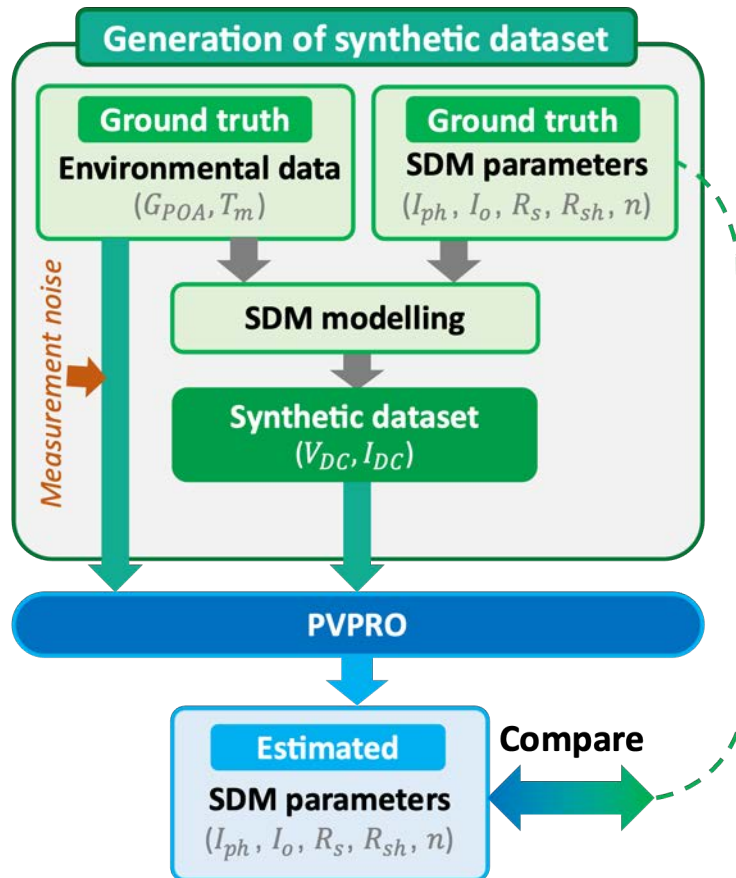 Generation of synthetic dataset
Ground truth
Environmental data
(G_POA, T_m)
Ground truth
SDM parameters
(I_ph, I_o, R_s, R_sh, n)
Measurement noise
SDM modelling
Synthetic dataset
(V_DC, I_DC)
PVPRO
Estimated
SDM parameters
(I_ph, I_o, R_s, R_sh, n)
Compare